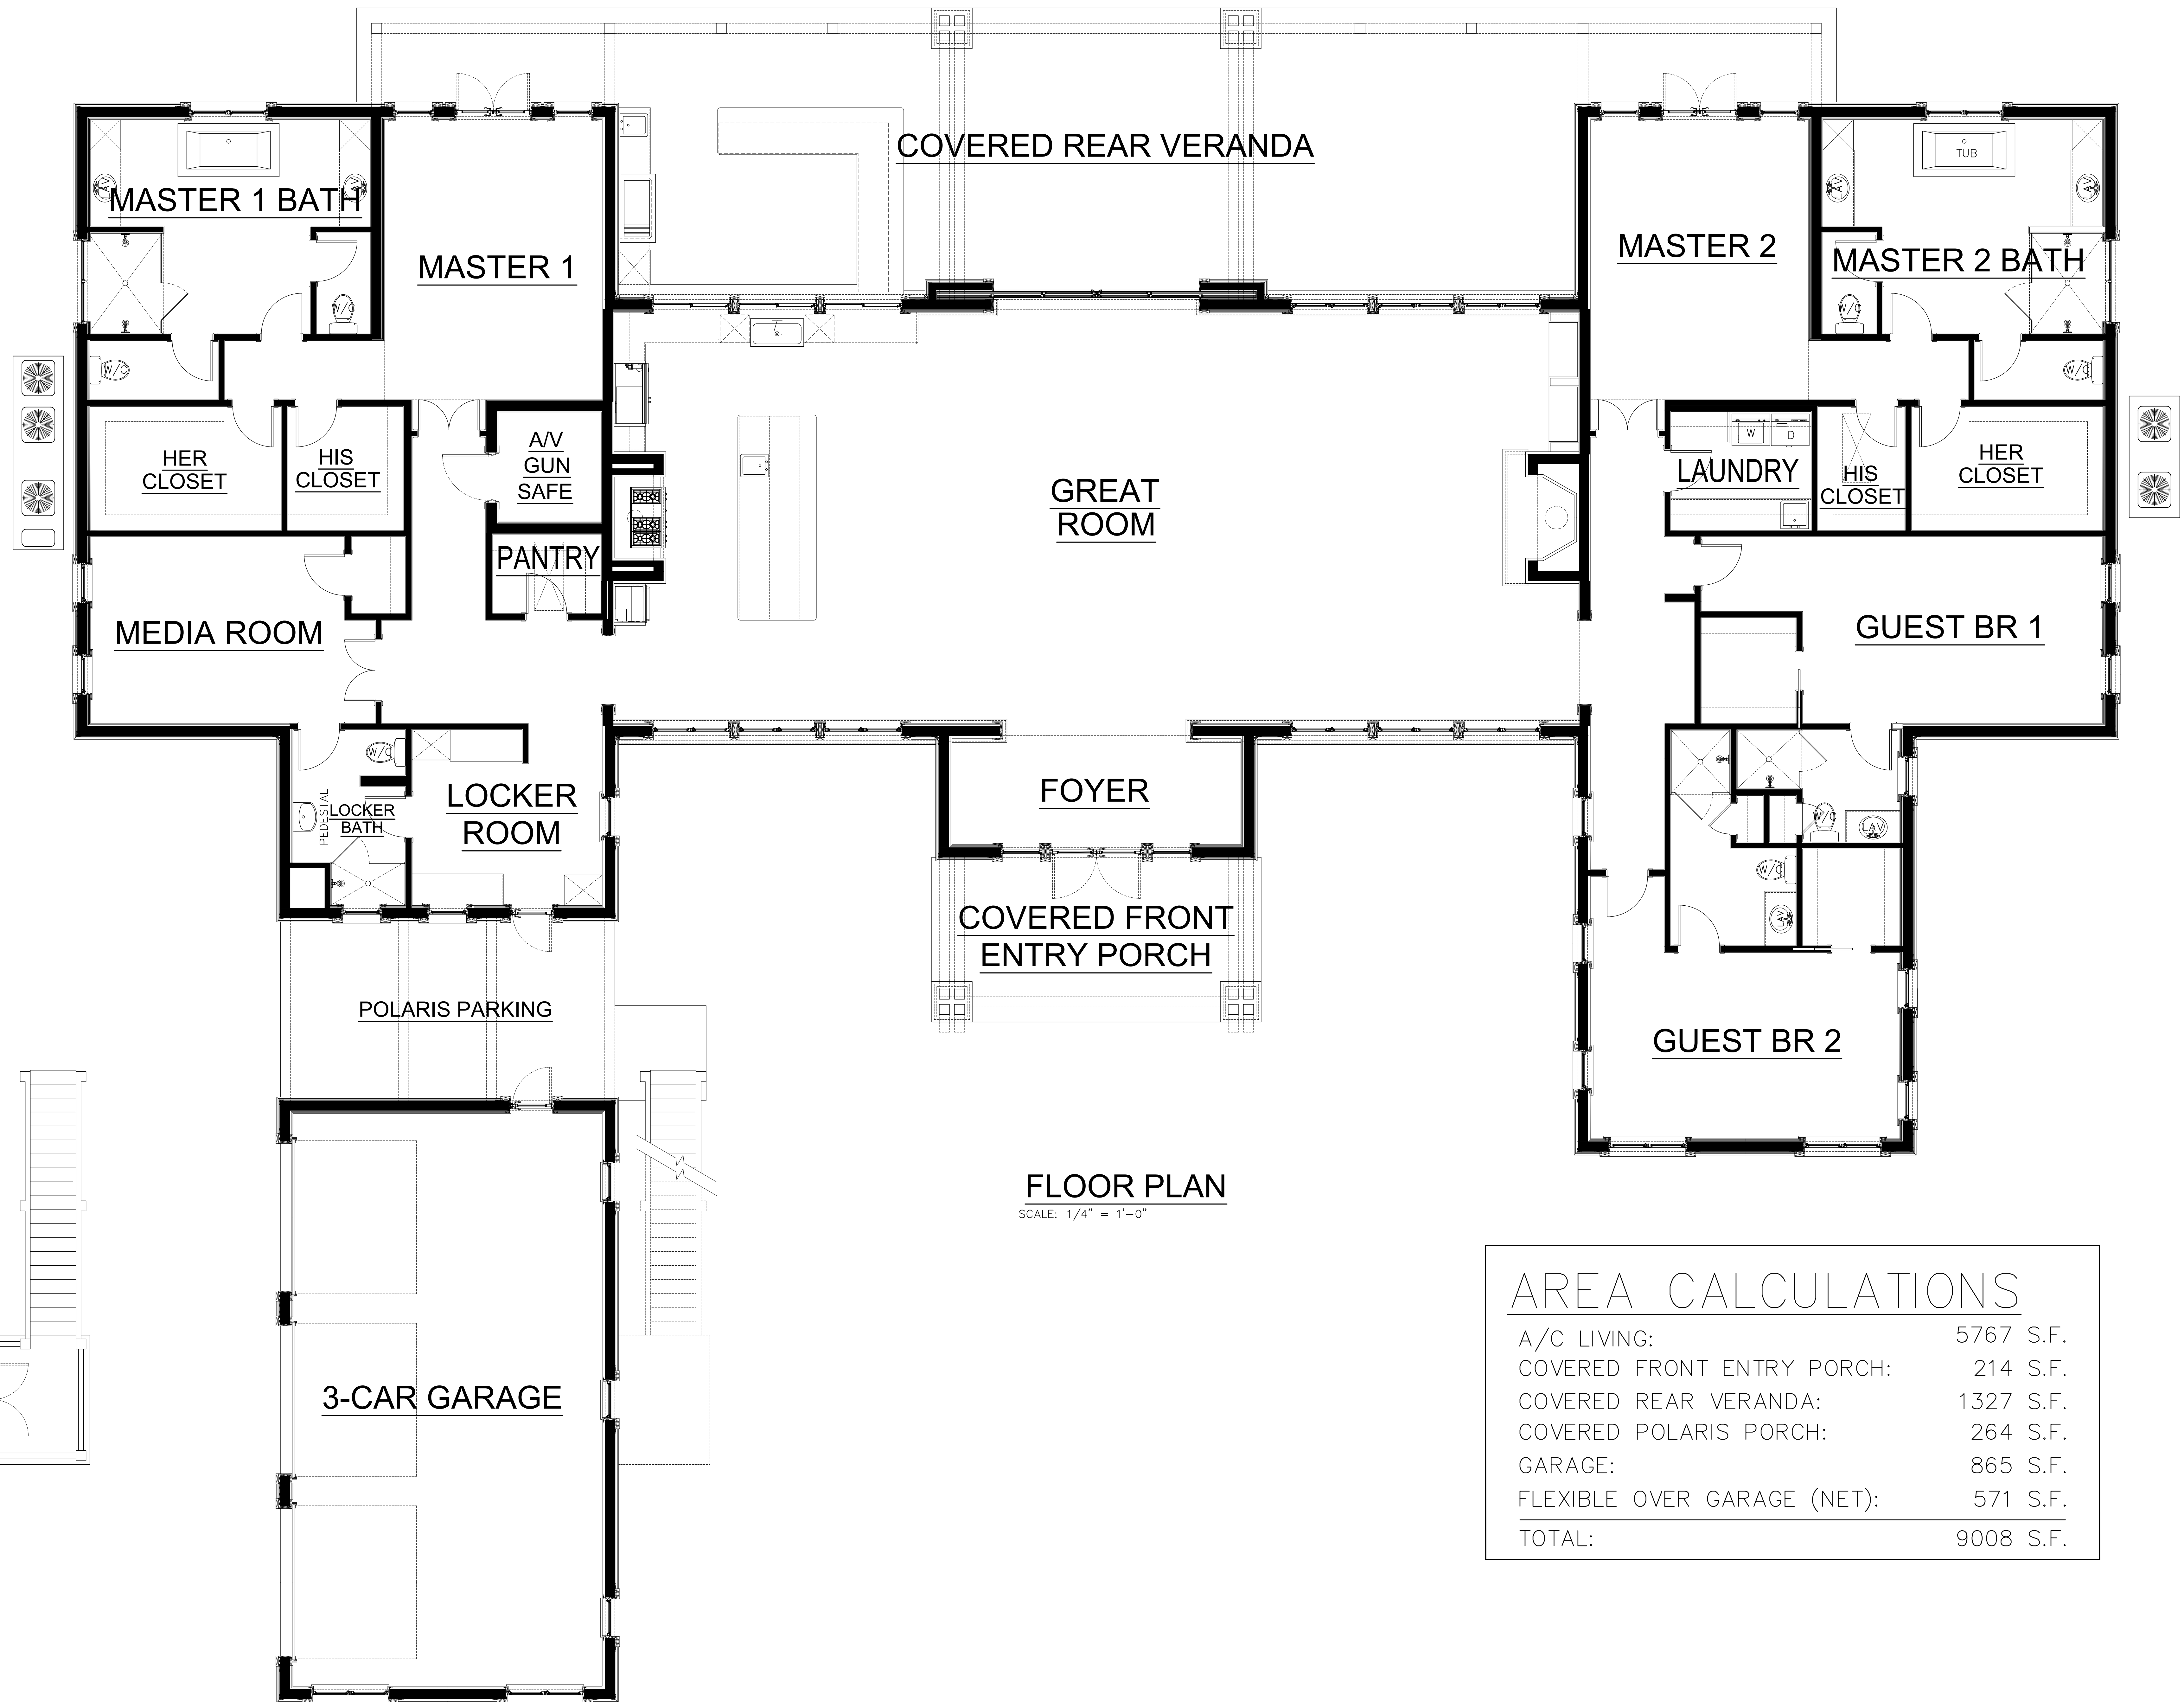 COVERED REAR VERANDA
MASTER 1 BATH
LAV
LAV
W/C
W/C
MASTER 1
MASTER 2
TUB
LAV
LAV
MASTER 2 BATH
W/C
W/C
HER
CLOSET
HIS
CLOSET
A/V
GUN
SAFE
PANTRY
GREAT
ROOM
W
D
LAUNDRY
HIS
CLOSET
HER
CLOSET
MEDIA ROOM
GUEST BR 1
W/C
PEDESTAL
LOCKER
BATH
LOCKER
ROOM
FOYER
W/C
LAV
W/C
LAV
COVERED FRONT
ENTRY PORCH
POLARIS PARKING
GUEST BR 2
FLOOR PLAN
SCALE: 1/4" = 1'-0"
3-CAR GARAGE
AREA CALCULATIONS
A/C LIVING: 5767 S.F.
COVERED FRONT ENTRY PORCH: 214 S.F.
COVERED REAR VERANDA: 1327 S.F.
COVERED POLARIS PORCH: 264 S.F.
GARAGE: 865 S.F.
FLEXIBLE OVER GARAGE (NET): 571 S.F.
TOTAL: 9008 S.F.